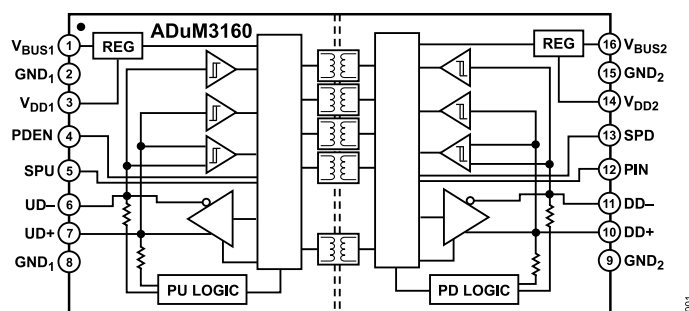 ADuM3160
VBUS1 1 REG REG 16 VBUS2
GND1 2 15 GND2
VDD1 3 14 VDD2
PDEN 4 13 SPD
SPU 5 12 PIN
UD– 6 11 DD–
UD+ 7 10 DD+
GND1 8 PU LOGIC PD LOGIC 9 GND2